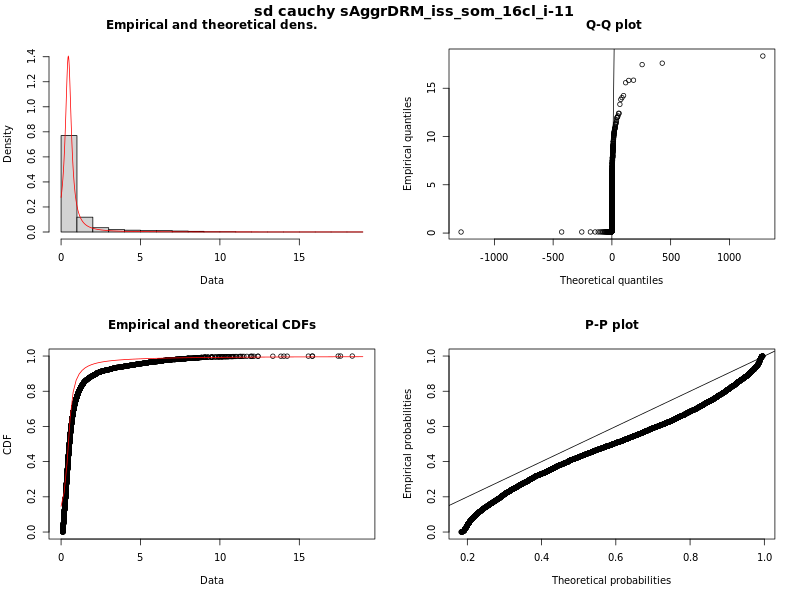 sd cauchy sAggrDRM_iss_som_16cl_i-11
Empirical and theoretical dens.
Density
0.0 0.2 0.4 0.6 0.8 1.0 1.2 1.4
0 5 10 15
Data
Q-Q plot
Empirical quantiles
0 5 10 15
-1000 -500 0 500 1000
Theoretical quantiles
Empirical and theoretical CDFs
CDF
0.0 0.2 0.4 0.6 0.8 1.0
0 5 10 15
Data
P-P plot
Empirical probabilities
0.0 0.2 0.4 0.6 0.8 1.0
0.2 0.4 0.6 0.8 1.0
Theoretical probabilities